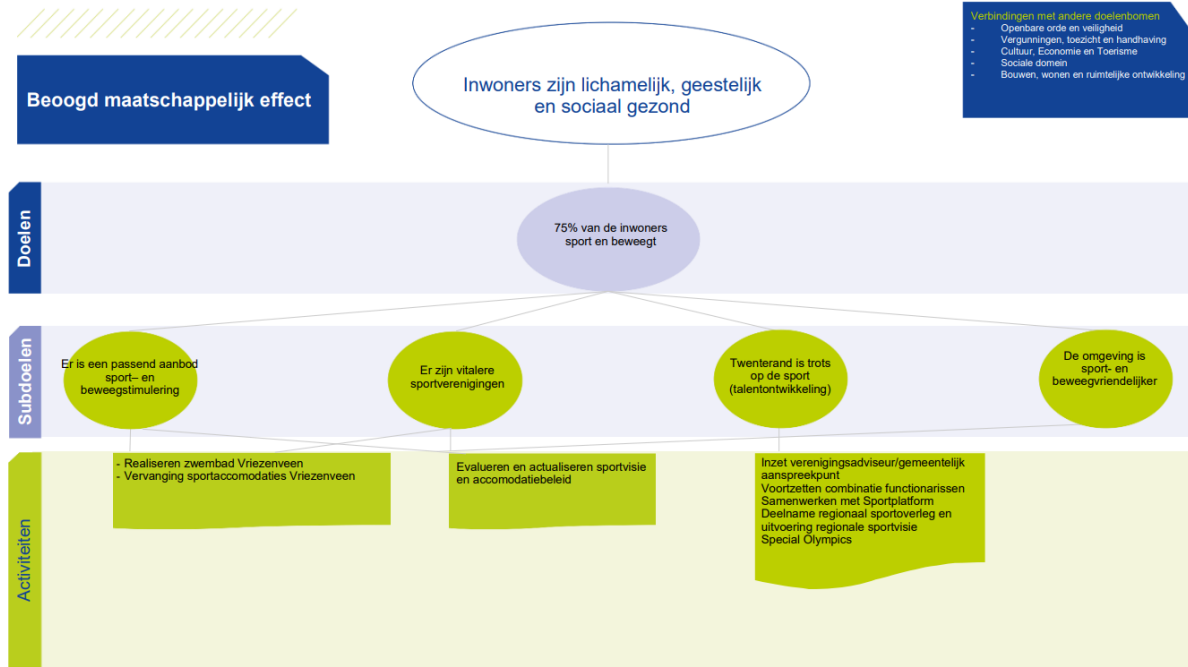 Verbindingen met andere doelenbomen
- Openbare orde en veiligheid
- Vergunningen, toezicht en handhaving
- Cultuur, Economie en Toerisme
- Sociale domein
- Bouwen, wonen en ruimtelijke ontwikkeling
Beoogd maatschappelijk effect
Inwoners zijn lichamelijk, geestelijk
en sociaal gezond
Doelen
75% van de inwoners
sport en beweegt
Subdoelen
Er is een passend aanbod
sport– en
beweegstimulering
Er zijn vitalere
sportverenigingen
Twenterand is trots
op de sport
(talentontwikkeling)
De omgeving is
sport- en
beweegvriendelijker
Activiteiten
- Realiseren zwembad Vriezenveen
- Vervanging sportaccomodaties Vriezenveen
Evalueren en actualiseren sportvisie
en accomodatiebeleid
Inzet verenigingsadviseur/gemeentelijk
aanspreekpunt
Voortzetten combinatie functionarissen
Samenwerken met Sportplatform
Deelname regionaal sportoverleg en
uitvoering regionale sportvisie
Special Olympics